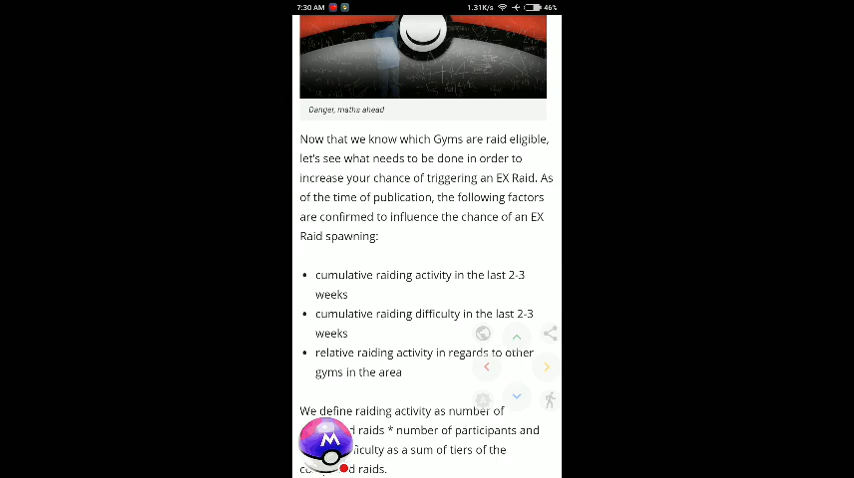 7:30 AM
1.31K/s
46%
Danger, maths ahead
Now that we know which Gyms are raid eligible,
let's see what needs to be done in order to
increase your chance of triggering an EX Raid. As
of the time of publication, the following factors
are confirmed to influence the chance of an EX
Raid spawning:
• cumulative raiding activity in the last 2-3
weeks
• cumulative raiding difficulty in the last 2-3
weeks
• relative raiding activity in regards to other
gyms in the area
We define raiding activity as number of
raids * number of participants and
as a sum of tiers of the
raids.
M